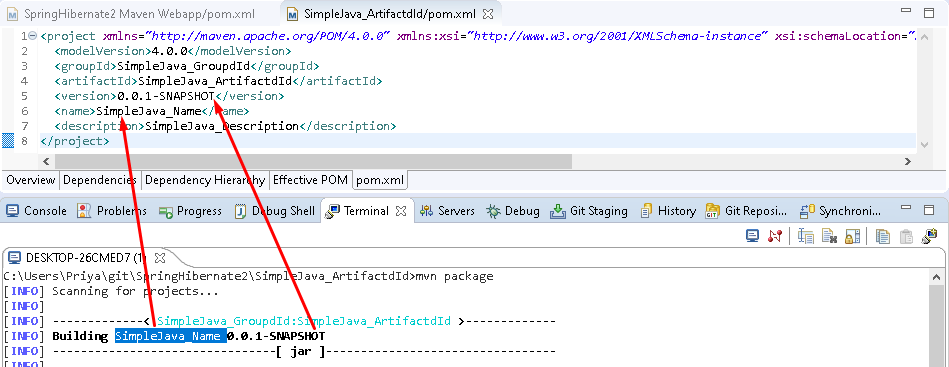 SpringHibernate2 Maven Webapp/pom.xml SimpleJava_ArtifactdId/pom.xml
1 <project xmlns="http://maven.apache.org/POM/4.0.0" xmlns:xsi="http://www.w3.org/2001/XMLSchema-instance" xsi:schemaLocation="
2 <modelVersion>4.0.0</modelVersion>
3 <groupId>SimpleJava_GroupdId</groupId>
4 <artifactId>SimpleJava_ArtifactdId</artifactId>
5 <version>0.0.1-SNAPSHOT</version>
6 <name>SimpleJava_Name</name>
7 <description>SimpleJava_Description</description>
8 </project>
Overview Dependencies Dependency Hierarchy Effective POM pom.xml
Console Problems Progress Debug Shell Terminal Servers Debug Git Staging History Git Reposi... Synchroni...
DESKTOP-26CMED7 (1)
C:\Users\Priya\git\SpringHibernate2\SimpleJava_ArtifactdId>mvn package
[INFO] Scanning for projects...
[INFO]
[INFO] ------------< SimpleJava_GroupdId:SimpleJava_ArtifactdId >-------------
[INFO] Building SimpleJava_Name 0.0.1-SNAPSHOT
[INFO] --------------------------------[ jar ]---------------------------------
[INFO]